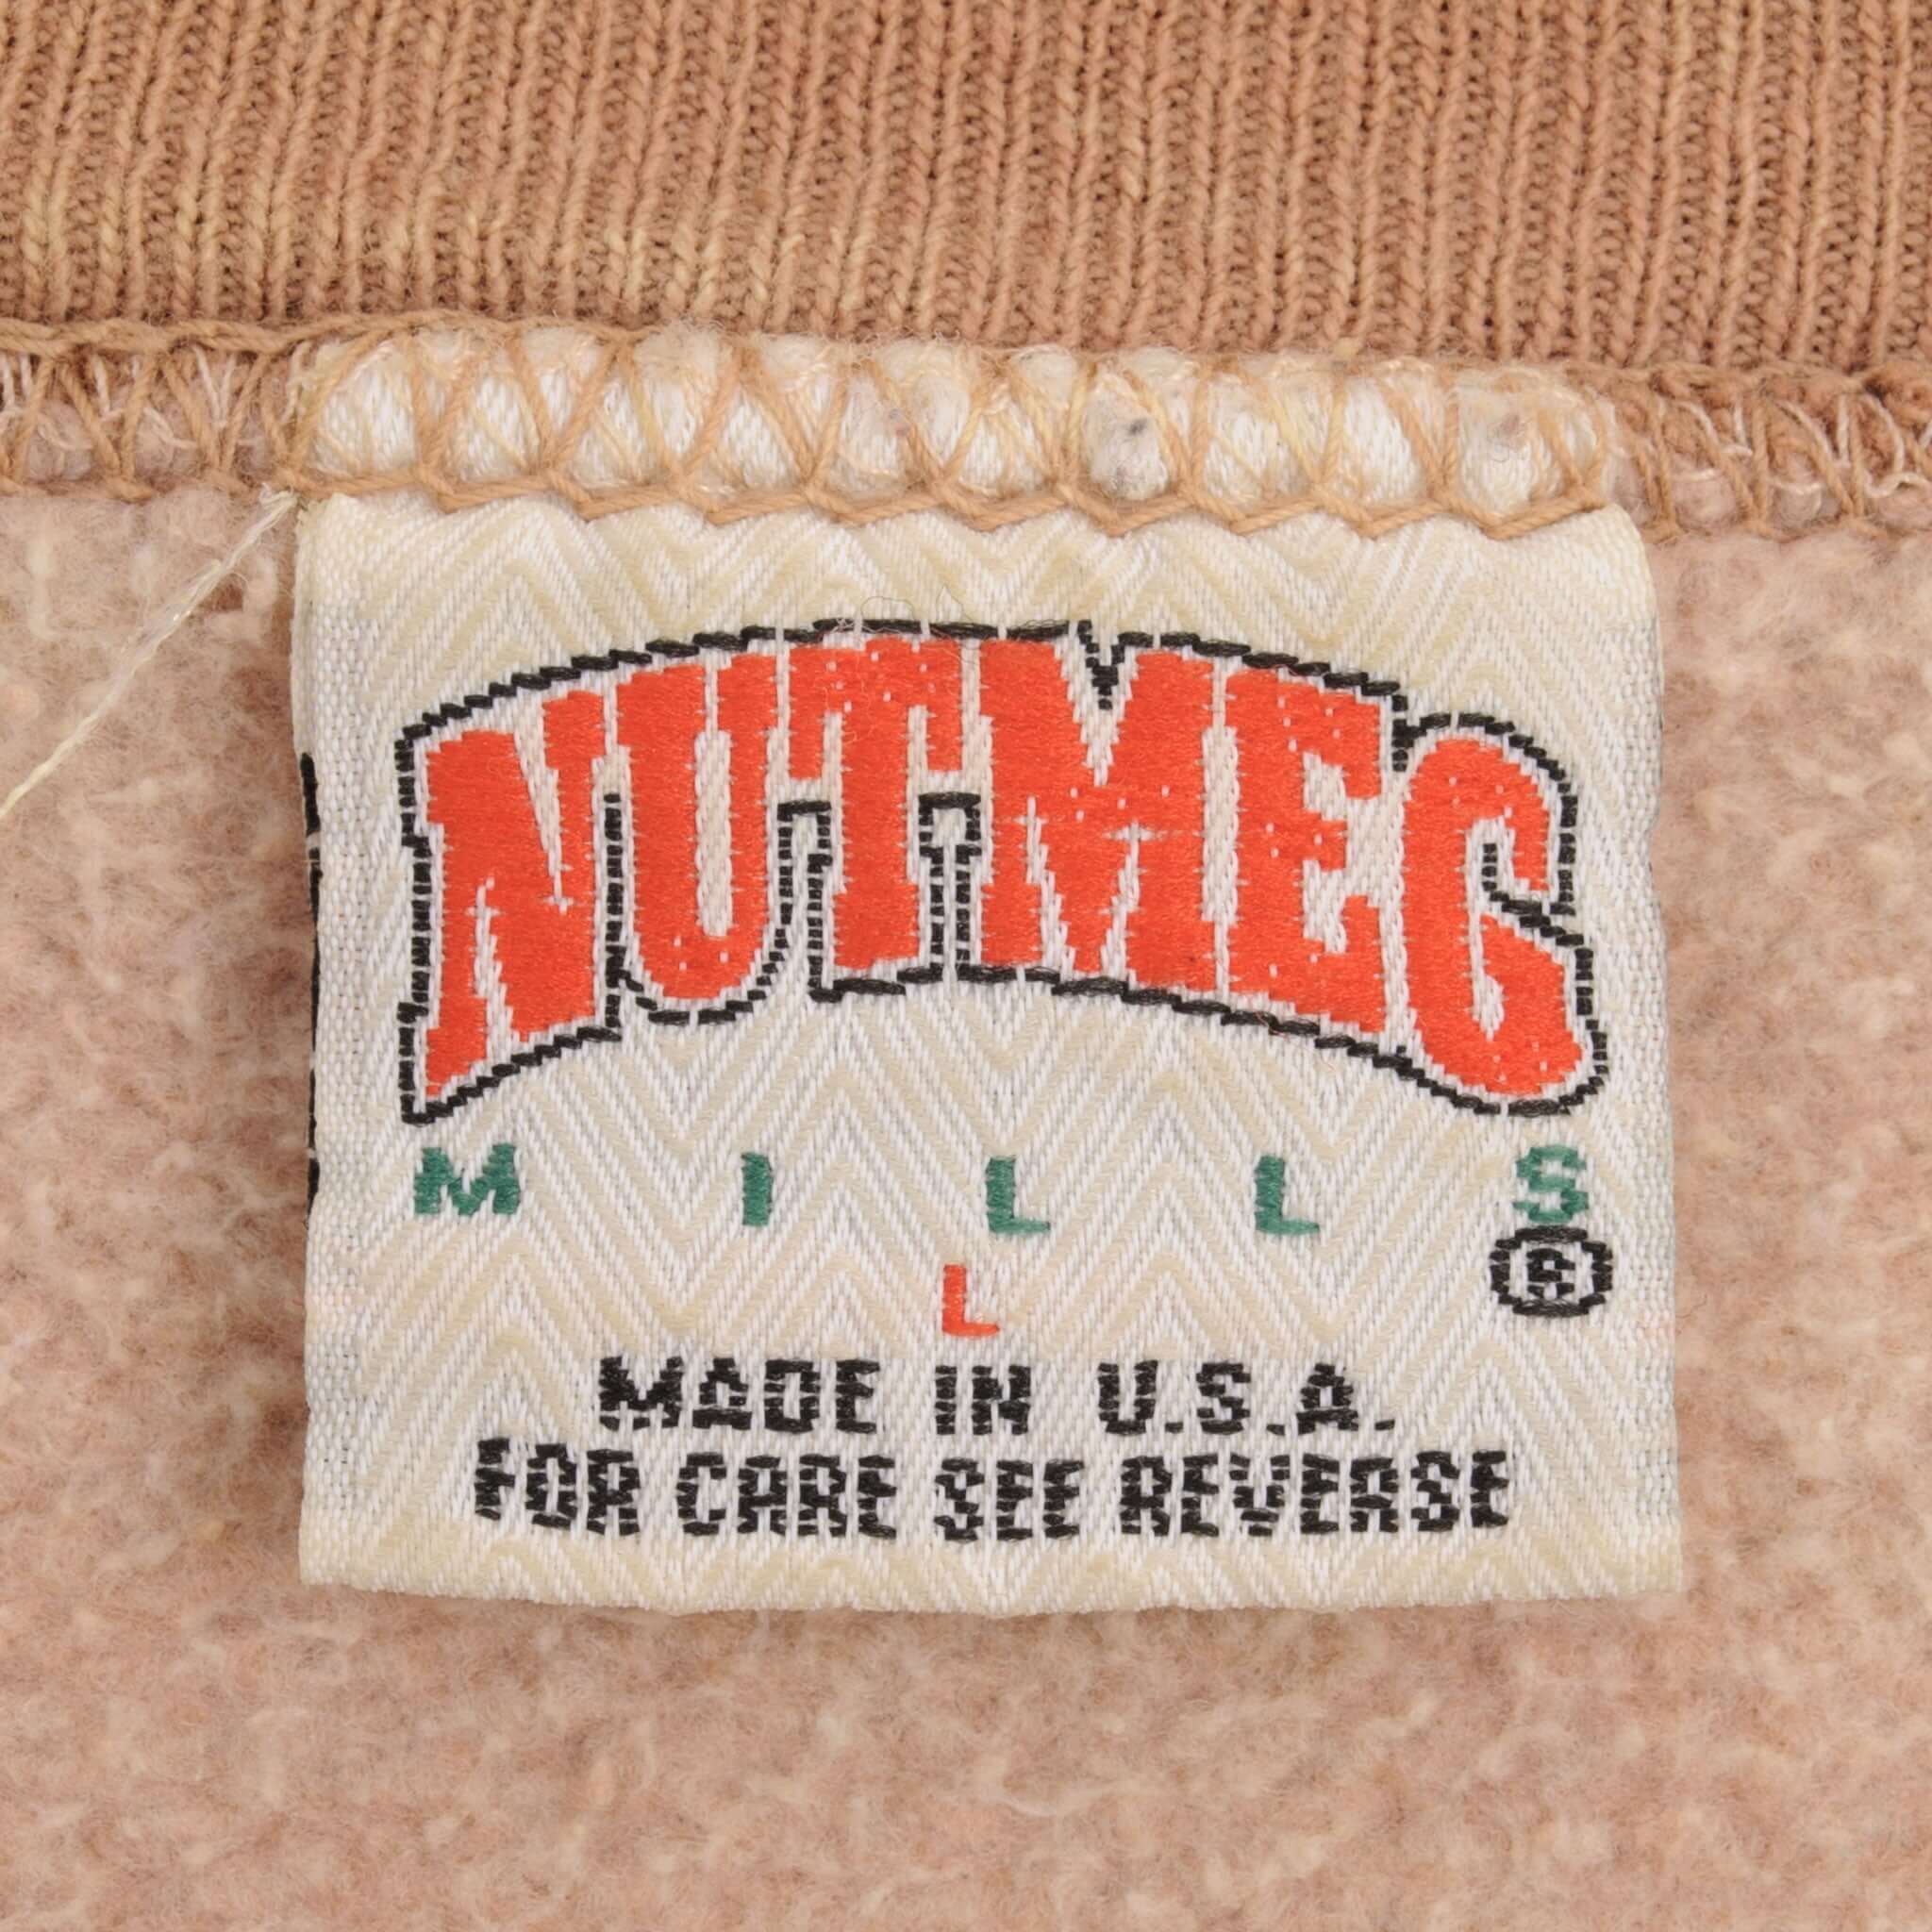 NUTMEG
MILLS
®
L
MADE IN U.S.A.
FOR CARE SEE REVERSE